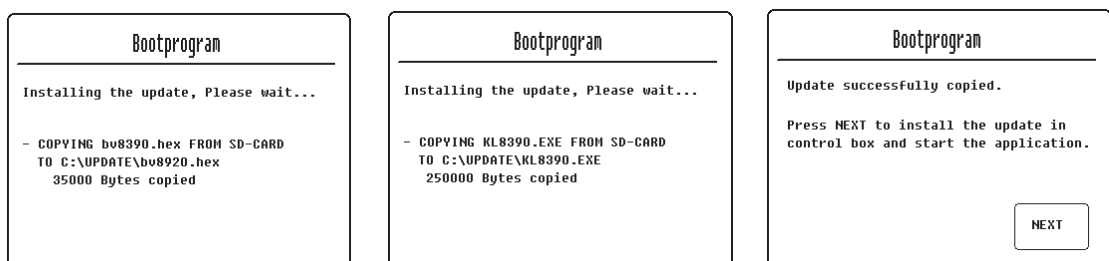 Bootprogram
Installing the update, Please wait...
- COPYING bv8390.hex FROM SD-CARD
TO C:\UPDATE\bv8920.hex
35000 Bytes copied
Bootprogram
Installing the update, Please wait...
- COPYING KL8390.EXE FROM SD-CARD
TO C:\UPDATE\KL8390.EXE
250000 Bytes copied
Bootprogram
Update successfully copied.
Press NEXT to install the update in
control box and start the application.
NEXT